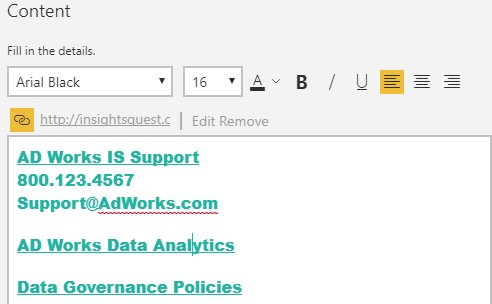 Content
Fill in the details.
Arial Black 16 A B I U
http://insightsquest.c Edit Remove
AD Works IS Support
800.123.4567
Support@AdWorks.com
AD Works Data Analytics
Data Governance Policies